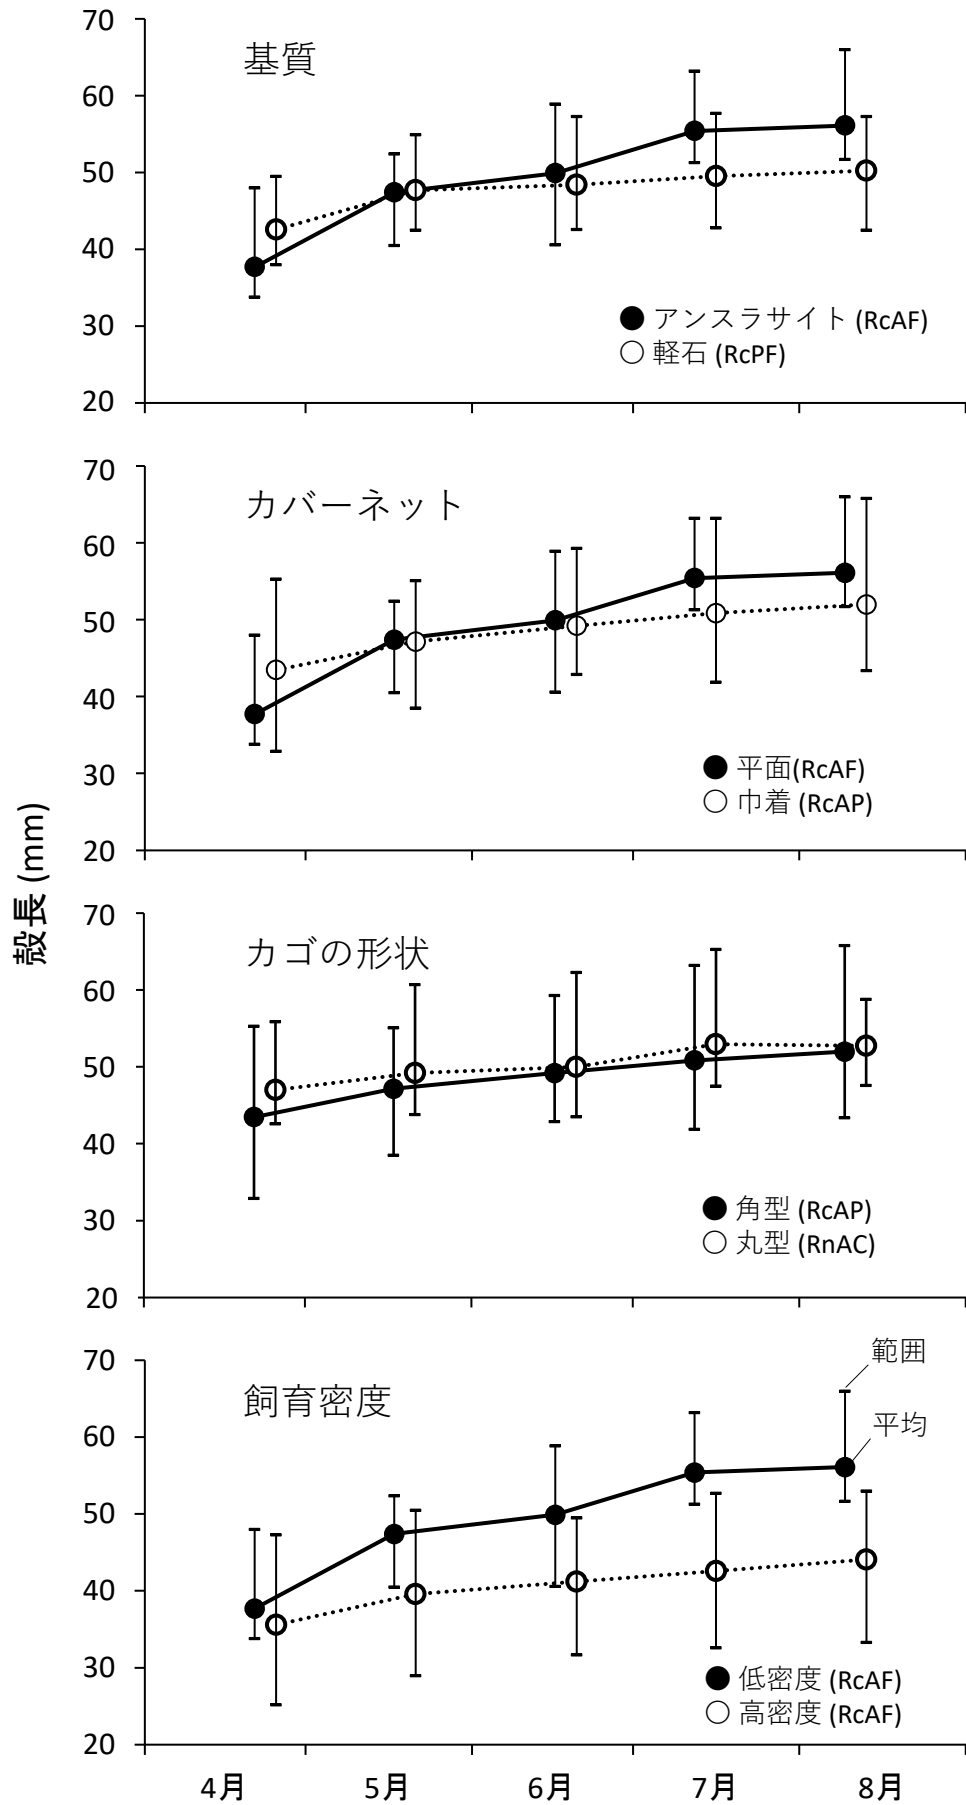 殻長 (mm)
70
60
50
40
30
20
基質
アンスラサイト (RcAF)
軽石 (RcPF)
70
60
50
40
30
20
カバーネット
平面(RcAF)
巾着 (RcAP)
70
60
50
40
30
20
カゴの形状
角型 (RcAP)
丸型 (RnAC)
70
60
50
40
30
20
飼育密度
範囲
平均
低密度 (RcAF)
高密度 (RcAF)
4月 5月 6月 7月 8月